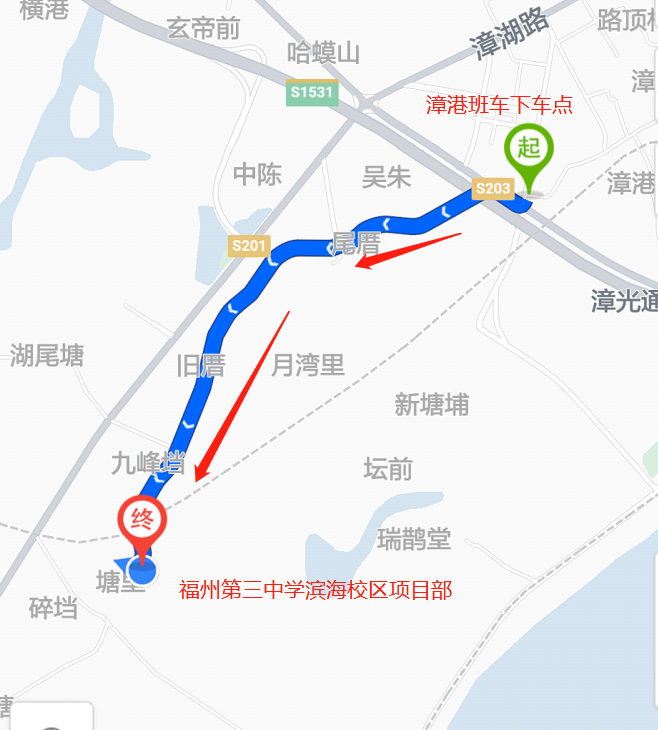 横港
玄帝前
漳湖路
路顶
哈蟆山
S1531
漳
漳港班车下车点
起
中陈
吴朱
S203
漳港
S201
尾厝
漳光通
湖尾塘
旧厝
月湾里
新塘埔
九峰垱
坛前
终
瑞鹊堂
塘里
福州第三中学滨海校区项目部
碎垱
塘